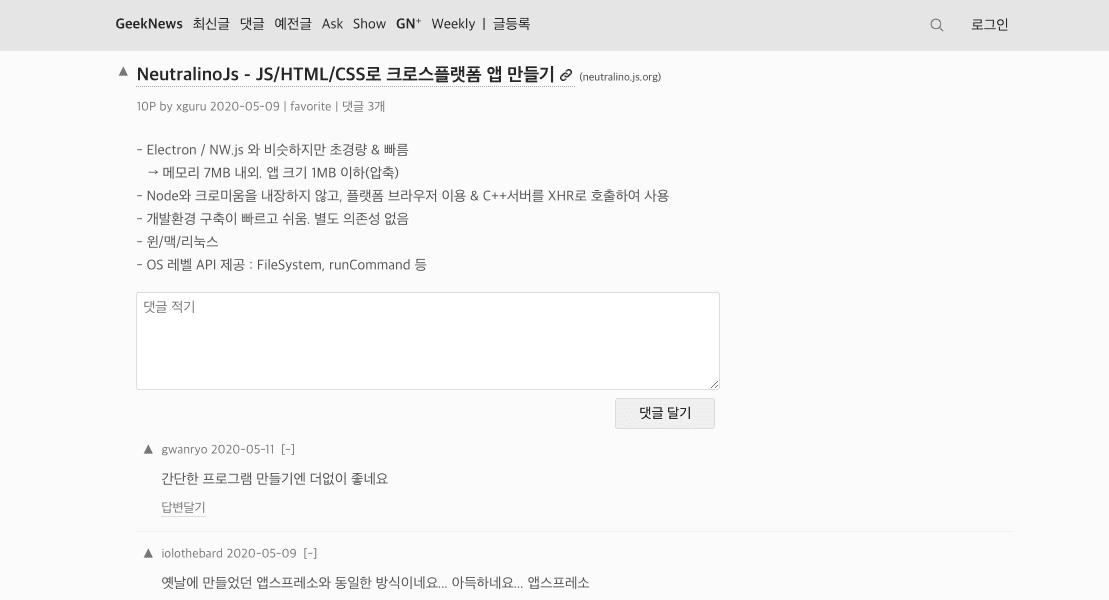 GeekNews 최신글 댓글 예전글 Ask Show GN⁺ Weekly | 글등록 로그인
▲ NeutralinoJs - JS/HTML/CSS로 크로스플랫폼 앱 만들기 (neutralino.js.org)
10P by xguru 2020-05-09 | favorite | 댓글 3개
- Electron / NW.js 와 비슷하지만 초경량 & 빠름
→ 메모리 7MB 내외. 앱 크기 1MB 이하(압축)
- Node와 크로미움을 내장하지 않고, 플랫폼 브라우저 이용 & C++서버를 XHR로 호출하여 사용
- 개발환경 구축이 빠르고 쉬움. 별도 의존성 없음
- 윈/맥/리눅스
- OS 레벨 API 제공 : FileSystem, runCommand 등
댓글 적기
댓글 달기
▲ gwanryo 2020-05-11 [-]
간단한 프로그램 만들기엔 더없이 좋네요
답변달기
▲ iolothebard 2020-05-09 [-]
옛날에 만들었던 앱스프레소와 동일한 방식이네요... 아득하네요... 앱스프레소